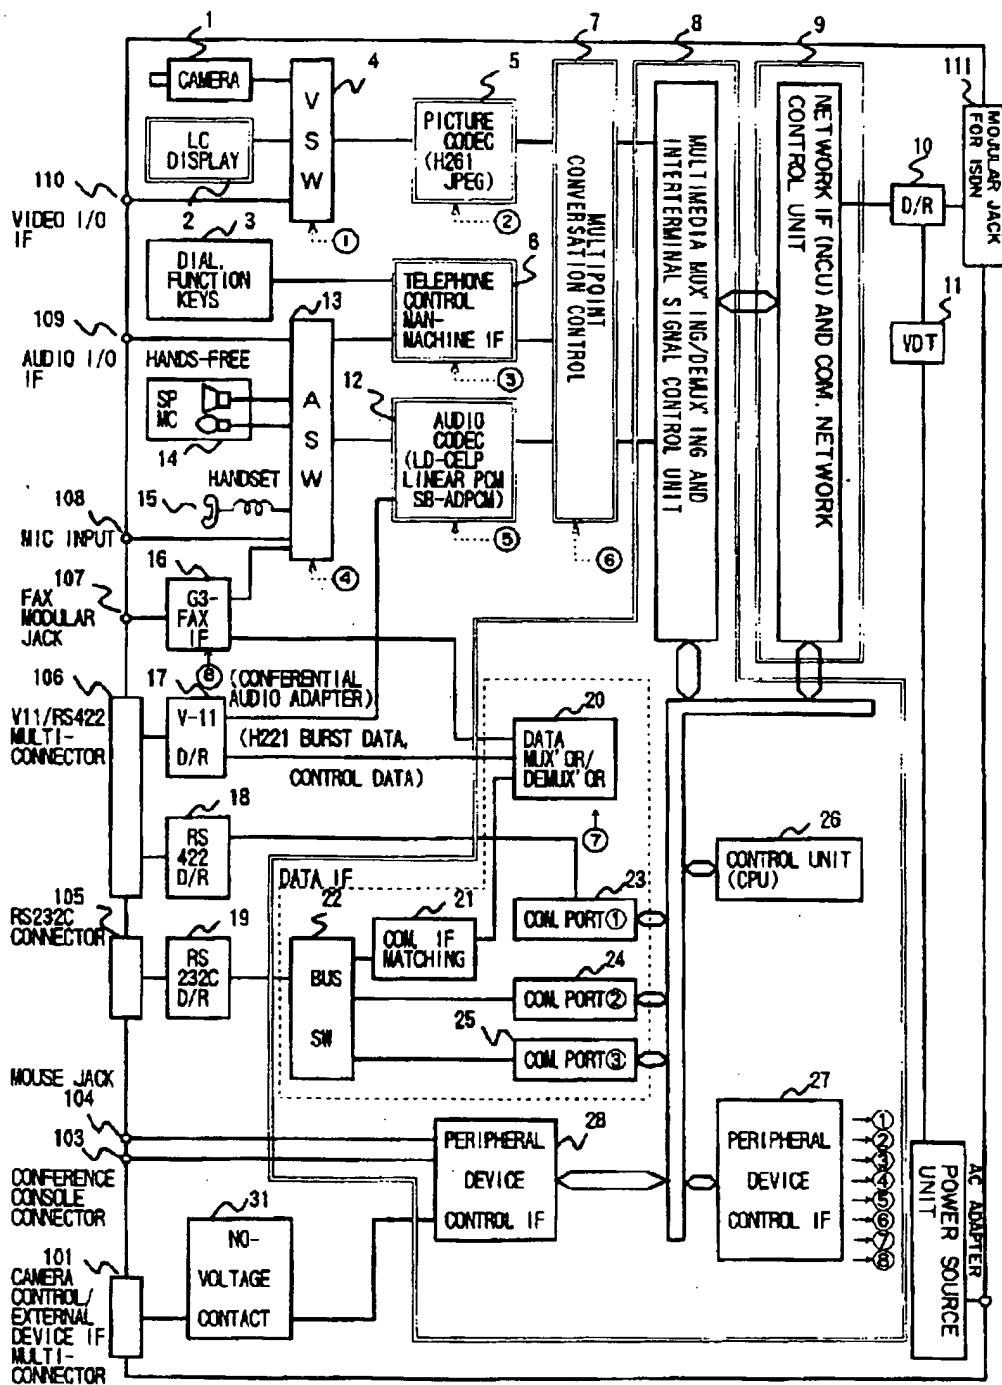 1
CAMERA
LC
DISPLAY
2
110
VIDEO I/O
IF
V
S
W
4
①
5
PICTURE
CODEC
(H261
JPEG)
②
7
MULTIPOINT
CONVERSATION CONTROL
⑥
8
MULTIMEDIA MUX' ING/DEMUX' ING AND
INTERTERMINAL SIGNAL CONTROL UNIT
9
NETWORK IF (NCU) AND COM. NETWORK
CONTROL UNIT
10
D/R
111
MOJULAR JACK
FOR ISDN
11
VDT
3
DIAL,
FUNCTION
KEYS
6
TELEPHONE
CONTROL
MAN-
MACHINE IF
③
109
AUDIO I/O
IF
HANDS-FREE
SP
MC
14
13
A
S
W
④
12
AUDIO
CODEC
(LD-CELP
LINEAR PCM
SB-ADPCM)
⑤
HANDSET
15
108
MIC INPUT
107
FAX
MODULAR
JACK
16
G3-
FAX
IF
⑧
106
V11/RS422
MULTI-
CONNECTOR
17
V-11
D/R
(CONFERENTIAL
AUDIO ADAPTER)
(H221 BURST DATA,
CONTROL DATA)
20
DATA
MUX' OR/
DEMUX' OR
⑦
18
RS
422
D/R
105
RS232C
CONNECTOR
19
RS
232C
D/R
DATA IF
22
BUS
SW
21
COM. IF
MATCHING
23
COM. PORT①
24
COM. PORT②
25
COM. PORT③
26
CONTROL UNIT
(CPU)
MOUSE JACK
104
103
CONFERENCE
CONSOLE
CONNECTOR
28
PERIPHERAL
DEVICE
CONTROL IF
27
PERIPHERAL
DEVICE
CONTROL IF
①
②
③
④
⑤
⑥
⑦
⑧
POWER SOURCE
UNIT
AC ADAPTER
31
NO-
VOLTAGE
CONTACT
101
CAMERA
CONTROL/
EXTERNAL
DEVICE IF
MULTI-
CONNECTOR